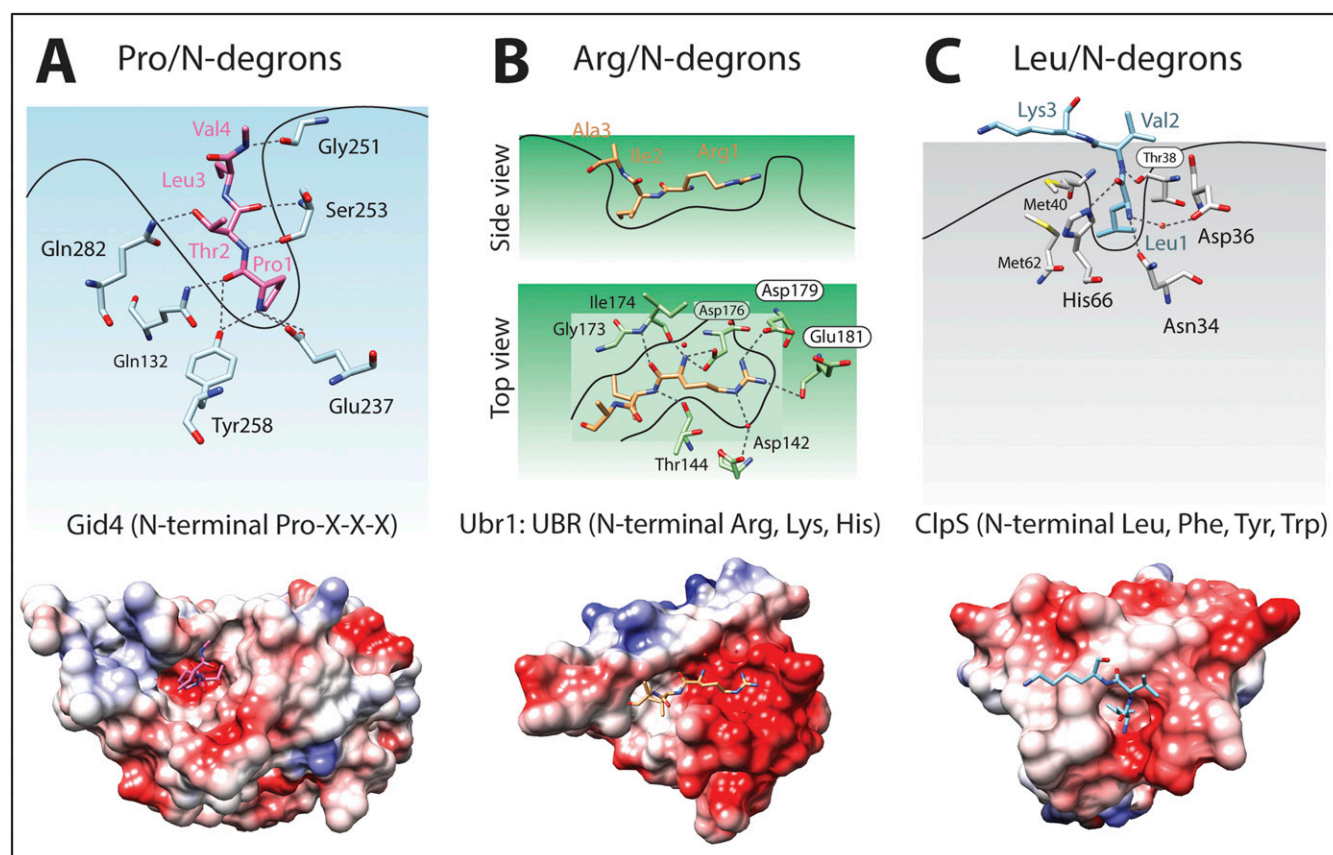 A Pro/N-degrons
Val4
Gly251
Leu3
Ser253
Gln282
Thr2
Pro1
Gln132
Glu237
Tyr258
Gid4 (N-terminal Pro-X-X-X)
B Arg/N-degrons
Side view
Ala3
Ile2
Arg1
Top view
Ile174
Asp179
Asp176
Gly173
Glu181
Asp142
Thr144
Ubr1: UBR (N-terminal Arg, Lys, His)
C Leu/N-degrons
Lys3
Val2
Thr38
Met40
Leu1
Asp36
Met62
His66
Asn34
ClpS (N-terminal Leu, Phe, Tyr, Trp)